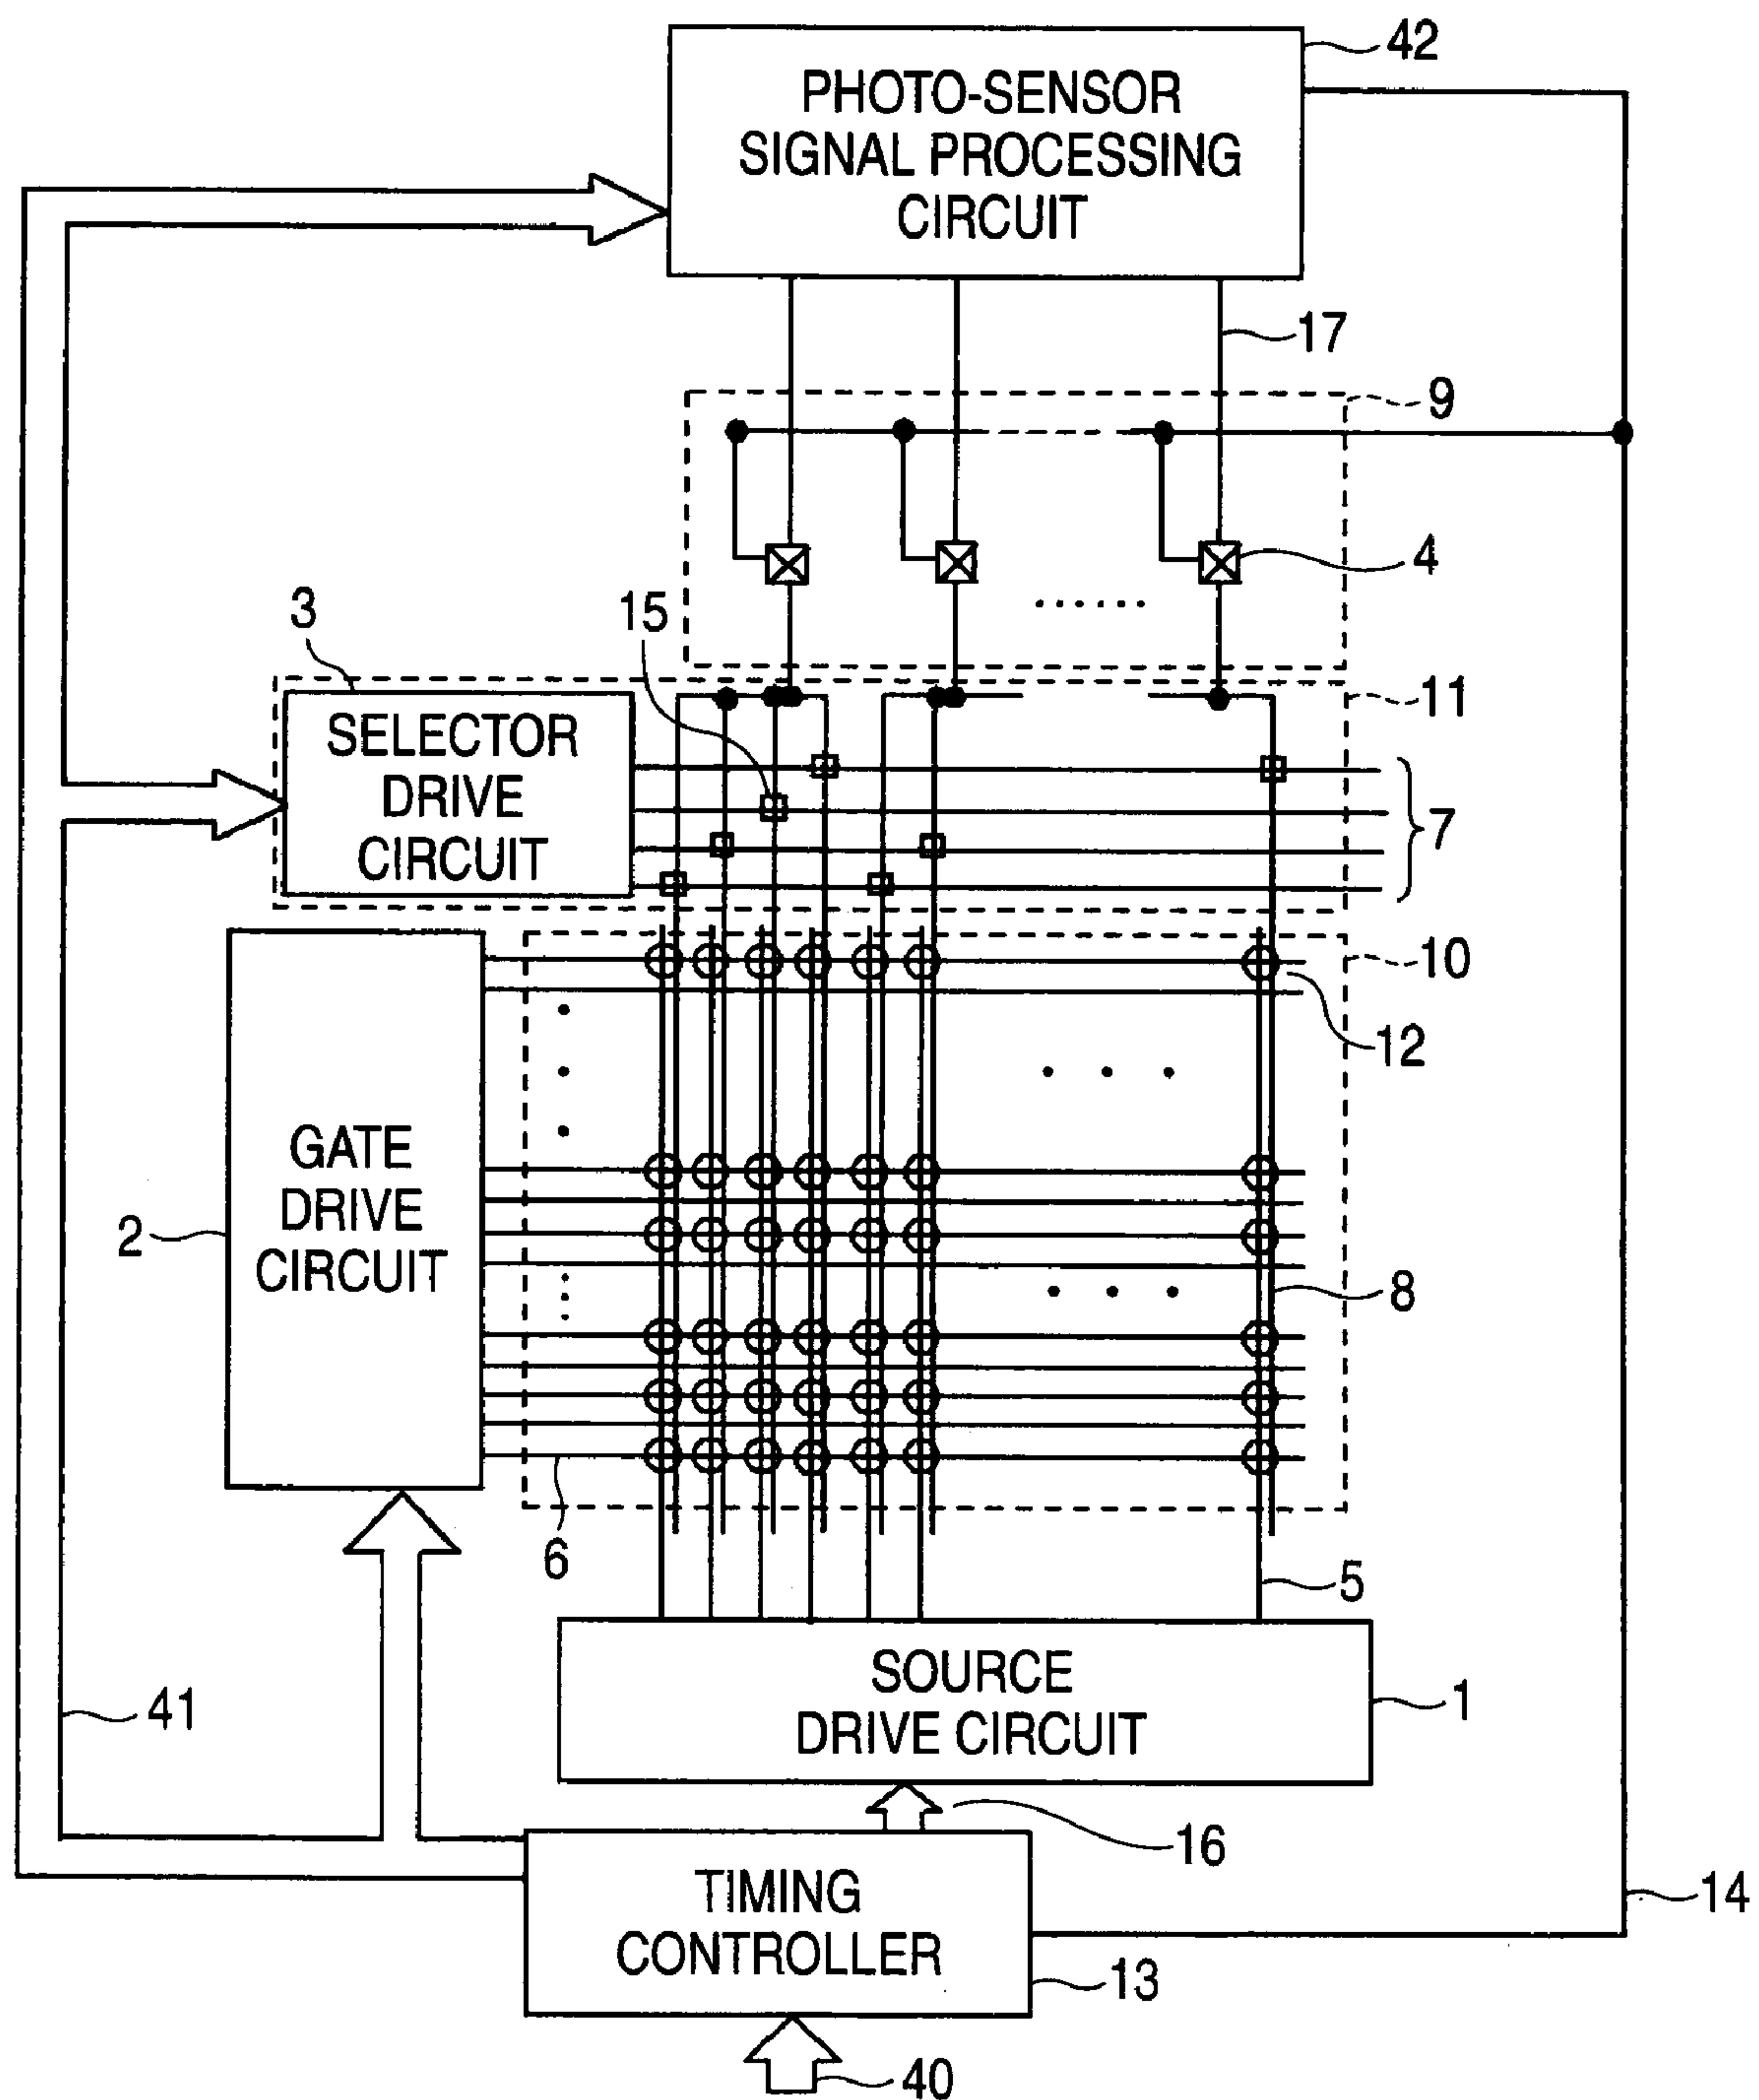 42
PHOTO-SENSOR
SIGNAL PROCESSING
CIRCUIT
17
9
4
3
15
11
SELECTOR
DRIVE
CIRCUIT
7
10
12
GATE
DRIVE
CIRCUIT
2
8
6
5
SOURCE
DRIVE CIRCUIT
1
41
16
TIMING
CONTROLLER
14
13
40